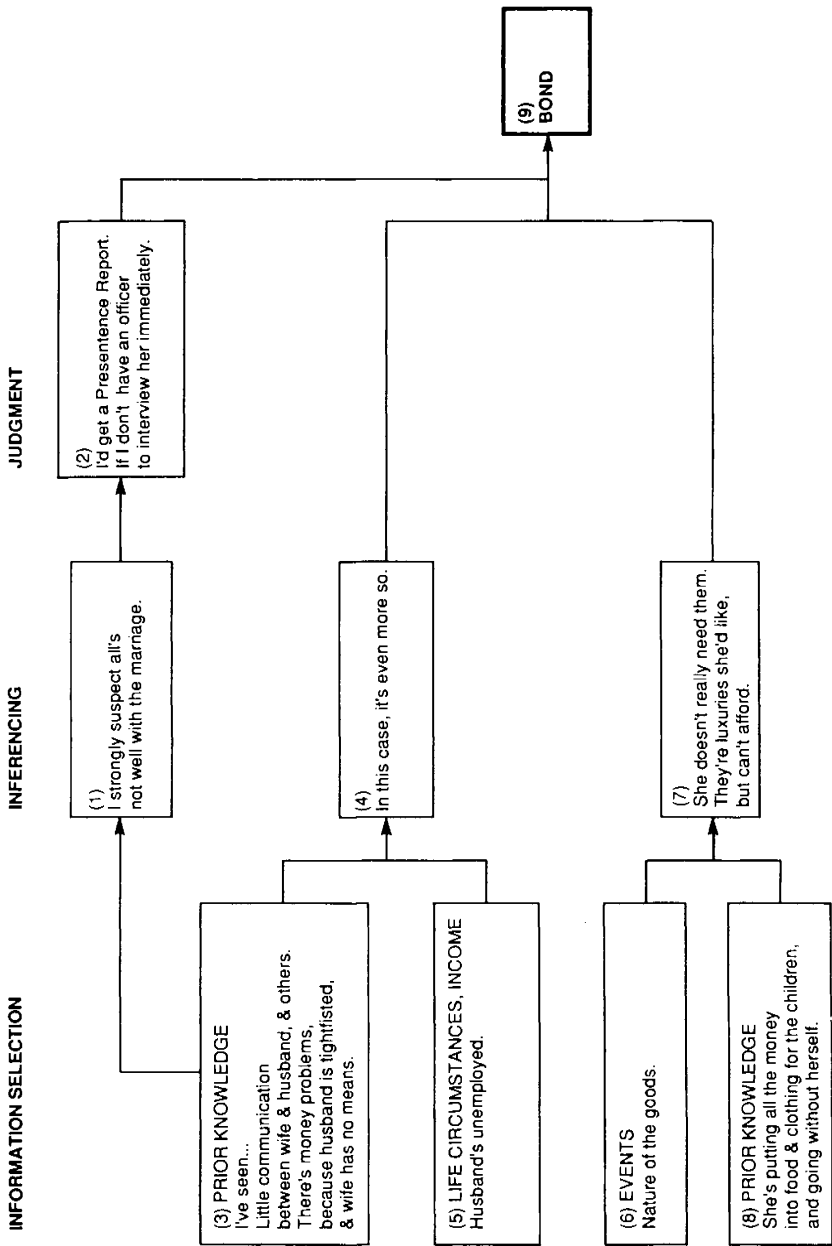 INFORMATION SELECTION
INFERENCING
JUDGMENT
(3) PRIOR KNOWLEDGE
I've seen...
Little communication
between wife & husband, & others.
There's money problems,
because husband is tightfisted,
& wife has no means.
(5) LIFE CIRCUMSTANCES, INCOME
Husband's unemployed.
(6) EVENTS
Nature of the goods.
(8) PRIOR KNOWLEDGE
She's putting all the money
into food & clothing for the children,
and going without herself.
(1)
I strongly suspect all's
not well with the marriage.
(4)
In this case, it's even more so.
(7)
She doesn't really need them.
They're luxuries she'd like,
but can't afford.
(2)
I'd get a Presentence Report.
If I don't have an officer
to interview her immediately.
(9)
BOND